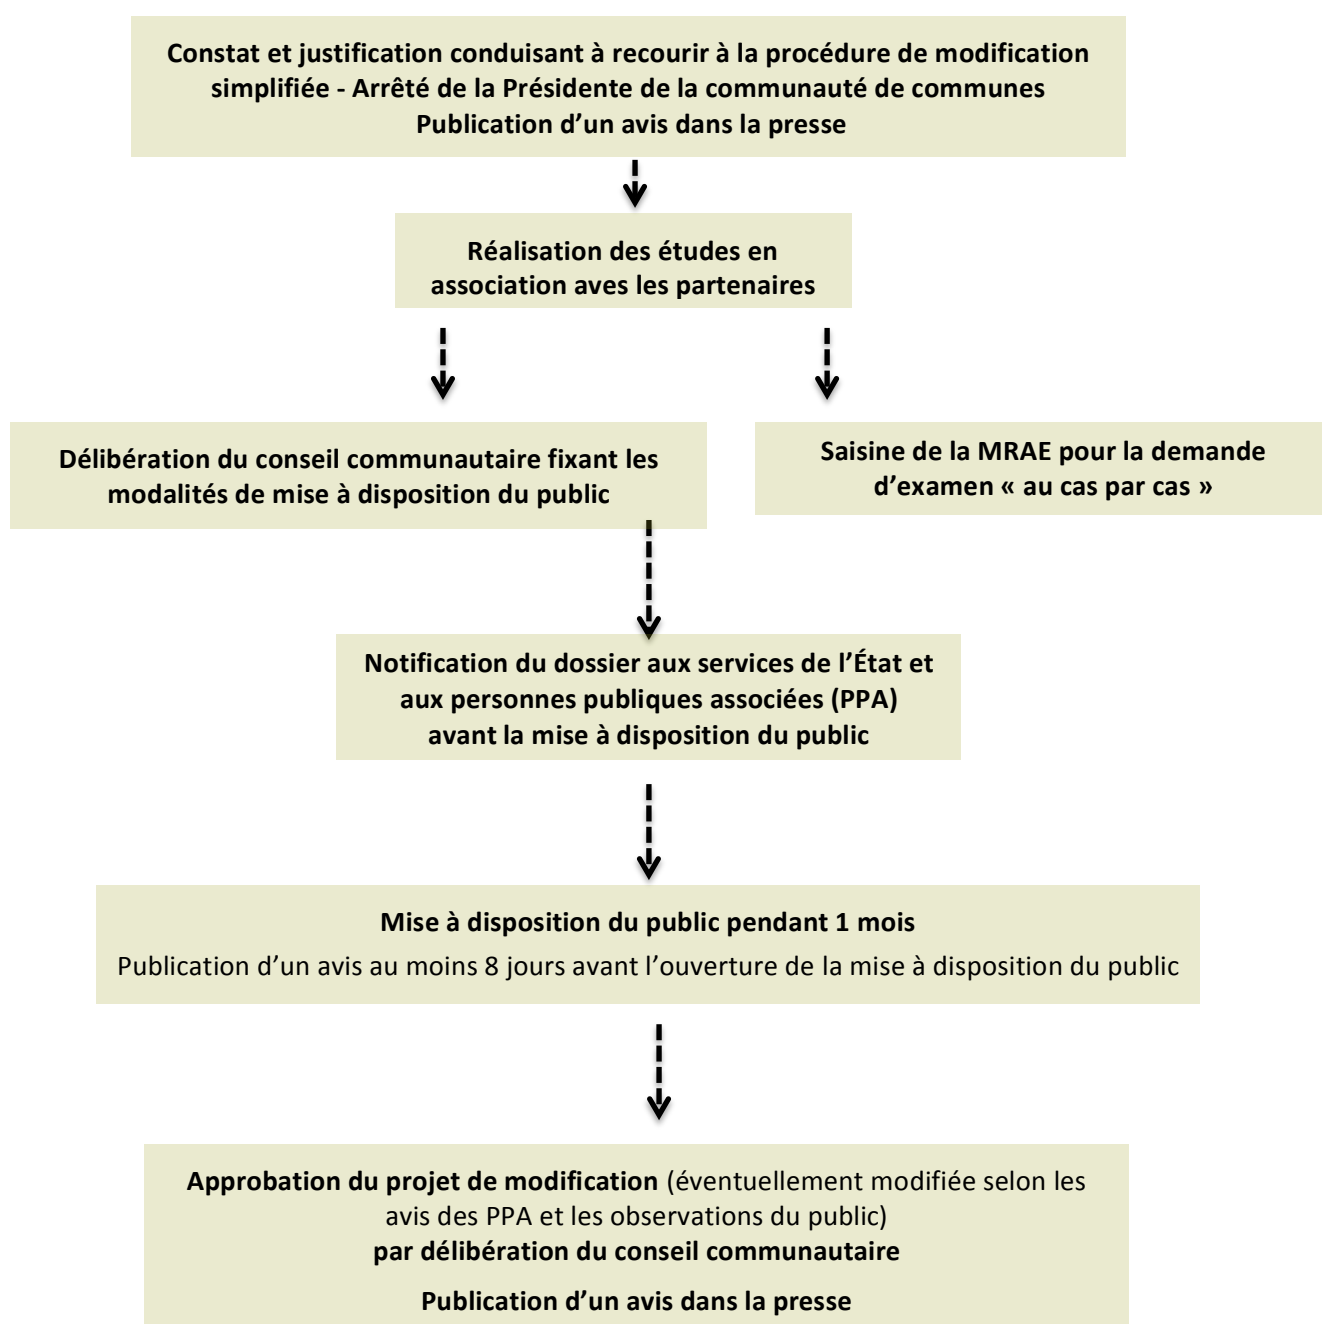 Constat et justification conduisant à recourir à la procédure de modification
simplifiée - Arrêté de la Présidente de la communauté de communes
Publication d’un avis dans la presse
Réalisation des études en
association aves les partenaires
Délibération du conseil communautaire fixant les
modalités de mise à disposition du public
Saisine de la MRAE pour la demande
d’examen « au cas par cas »
Notification du dossier aux services de l’État et
aux personnes publiques associées (PPA)
avant la mise à disposition du public
Mise à disposition du public pendant 1 mois
Publication d’un avis au moins 8 jours avant l’ouverture de la mise à disposition du public
Approbation du projet de modification (éventuellement modifiée selon les
avis des PPA et les observations du public)
par délibération du conseil communautaire
Publication d’un avis dans la presse